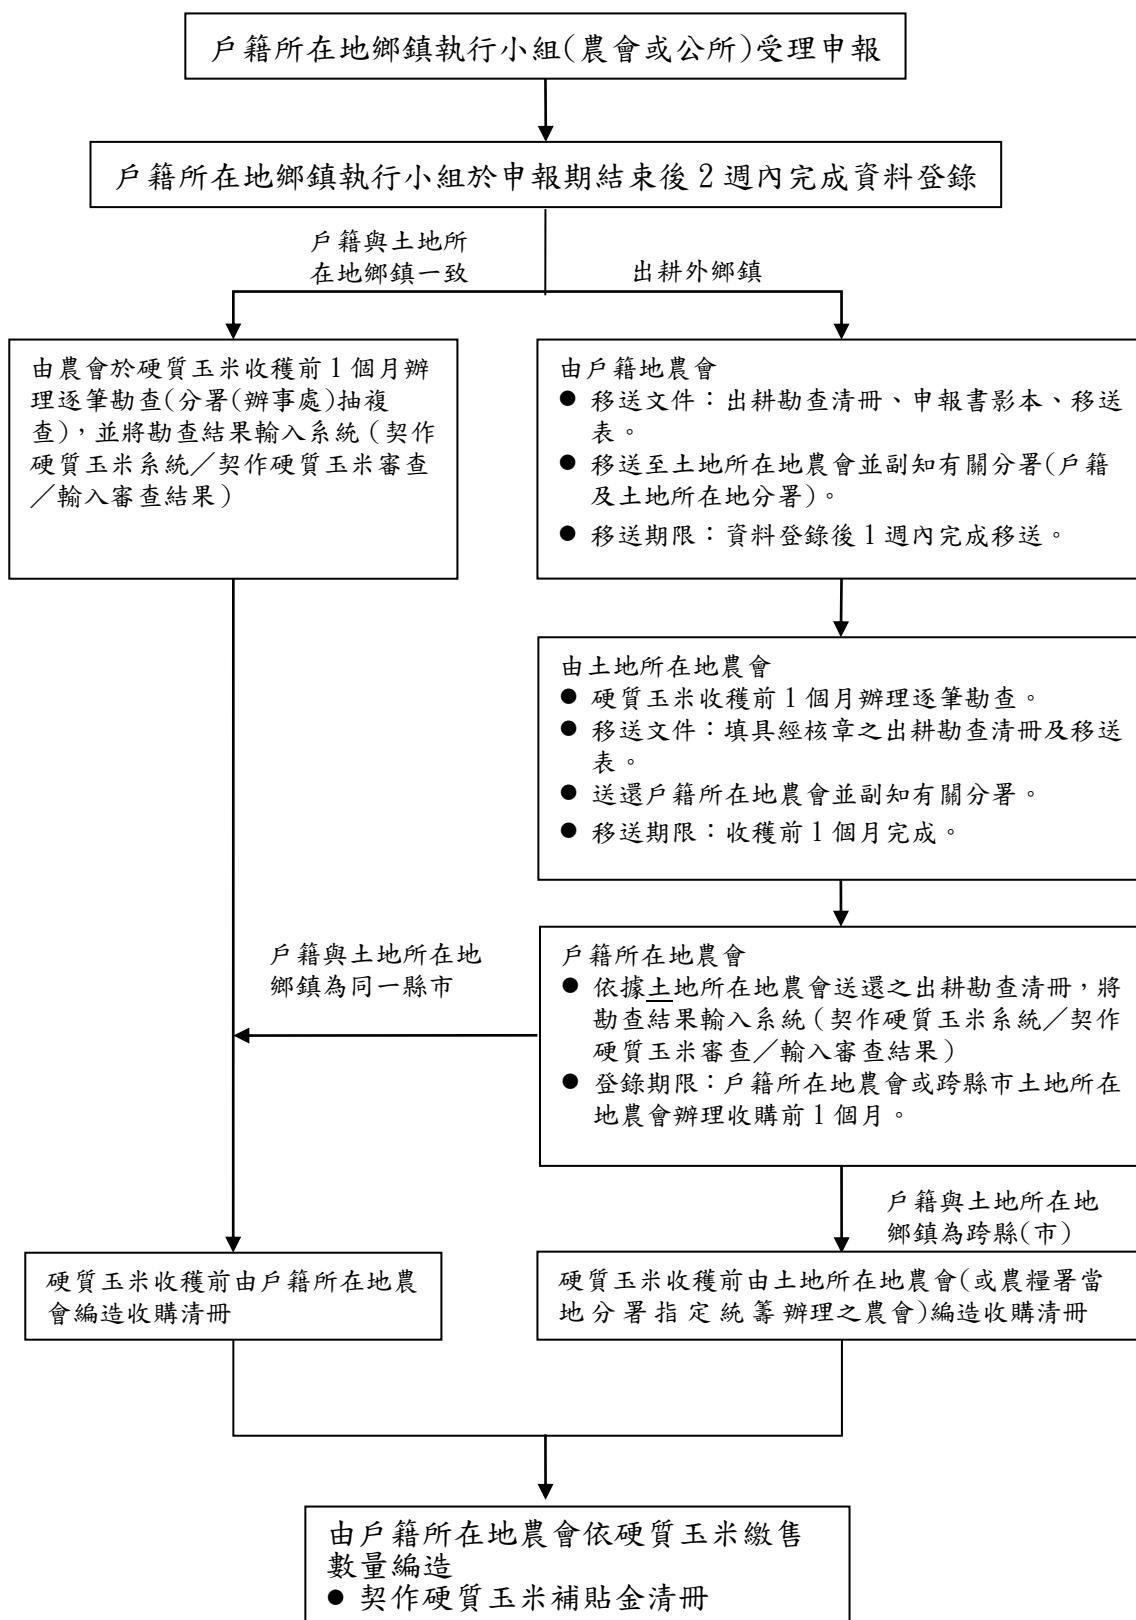 戶籍所在地鄉鎮執行小組(農會或公所)受理申報
戶籍所在地鄉鎮執行小組於申報期結束後 2 週內完成資料登錄
戶籍與土地所
在地鄉鎮一致
出耕外鄉鎮
由農會於硬質玉米收穫前 1 個月辦
理逐筆勘查(分署(辦事處)抽複
查)，並將勘查結果輸入系統（契作
硬質玉米系統／契作硬質玉米審查
／輸入審查結果）
由戶籍地農會
● 移送文件：出耕勘查清冊、申報書影本、移送
表。
● 移送至土地所在地農會並副知有關分署(戶籍
及土地所在地分署)。
● 移送期限：資料登錄後 1 週內完成移送。
由土地所在地農會
● 硬質玉米收穫前 1 個月辦理逐筆勘查。
● 移送文件：填具經核章之出耕勘查清冊及移送
表。
● 送還戶籍所在地農會並副知有關分署。
● 移送期限：收穫前 1 個月完成。
戶籍與土地所在地
鄉鎮為同一縣市
戶籍所在地農會
● 依據土地所在地農會送還之出耕勘查清冊，將
勘查結果輸入系統（契作硬質玉米系統／契作
硬質玉米審查／輸入審查結果）
● 登錄期限：戶籍所在地農會或跨縣市土地所在
地農會辦理收購前 1 個月。
戶籍與土地所在地
鄉鎮為跨縣(市)
硬質玉米收穫前由戶籍所在地農
會編造收購清冊
硬質玉米收穫前由土地所在地農會(或農糧署當
地分署指定統籌辦理之農會)編造收購清冊
由戶籍所在地農會依硬質玉米繳售
數量編造
● 契作硬質玉米補貼金清冊